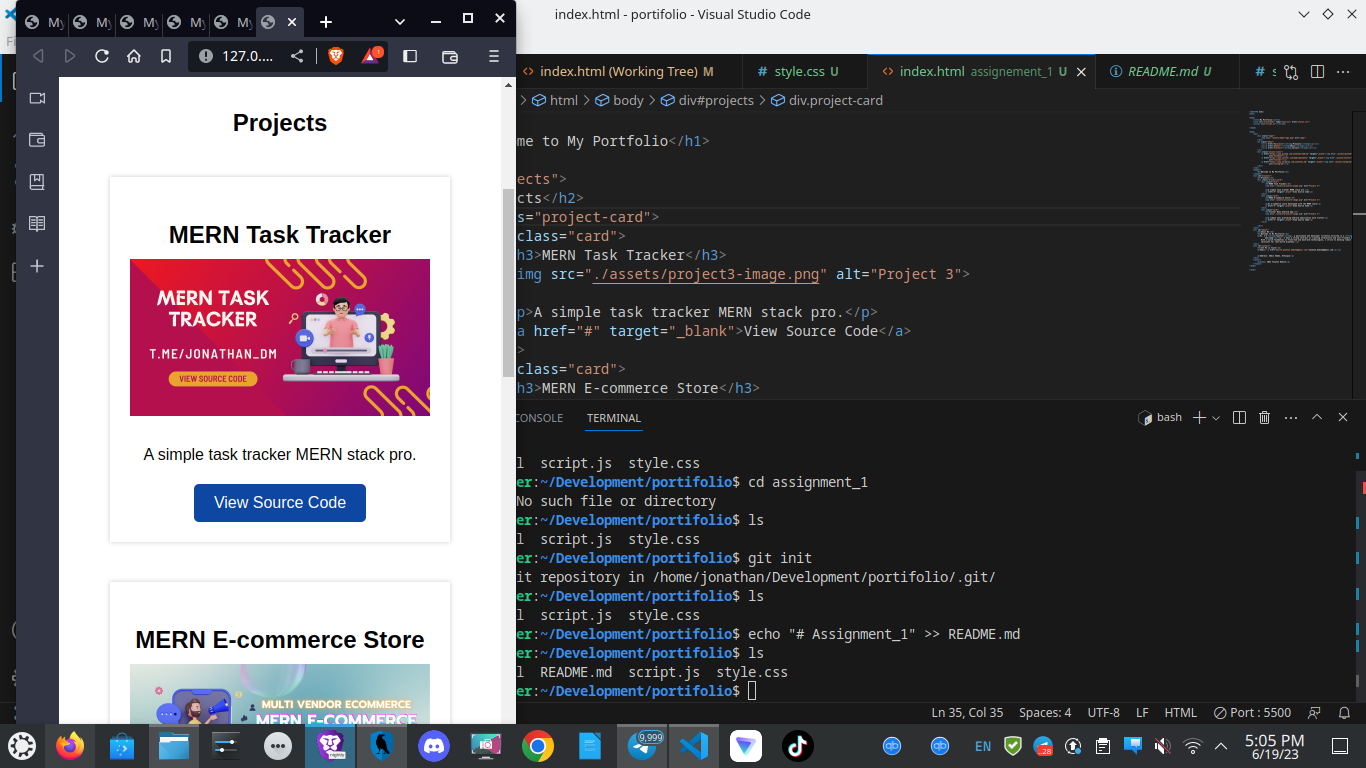 My
My
My
My
My
index.html - portifolio - Visual Studio Code
127.0....
1
index.html (Working Tree) M
style.css U
index.html assignement_1 U
README.md U
html
body
div#projects
div.project-card
me to My Portfolio</h1>
ects">
cts</h2>
s="project-card">
class="card">
h3>MERN Task Tracker</h3>
img src="./assets/project3-image.png" alt="Project 3">
p>A simple task tracker MERN stack pro.</p>
a href="#" target="_blank">View Source Code</a>
>
class="card">
h3>MERN E-commerce Store</h3>
Projects
MERN Task Tracker
MERN TASK
TRACKER
T.ME/JONATHAN_DM
VIEW SOURCE CODE
A simple task tracker MERN stack pro.
View Source Code
MERN E-commerce Store
MULTI VENDOR ECOMMERCE
MERN E-COMMERCE
CONSOLE
TERMINAL
bash
l script.js style.css
er:~/Development/portifolio$ cd assignment_1
No such file or directory
er:~/Development/portifolio$ ls
l script.js style.css
er:~/Development/portifolio$ git init
it repository in /home/jonathan/Development/portifolio/.git/
er:~/Development/portifolio$ ls
l script.js style.css
er:~/Development/portifolio$ echo "# Assignment_1" >> README.md
er:~/Development/portifolio$ ls
l README.md script.js style.css
er:~/Development/portifolio$
Ln 35, Col 35
Spaces: 4
UTF-8
LF
HTML
Port : 5500
9,999
EN
5:05 PM
6/19/23